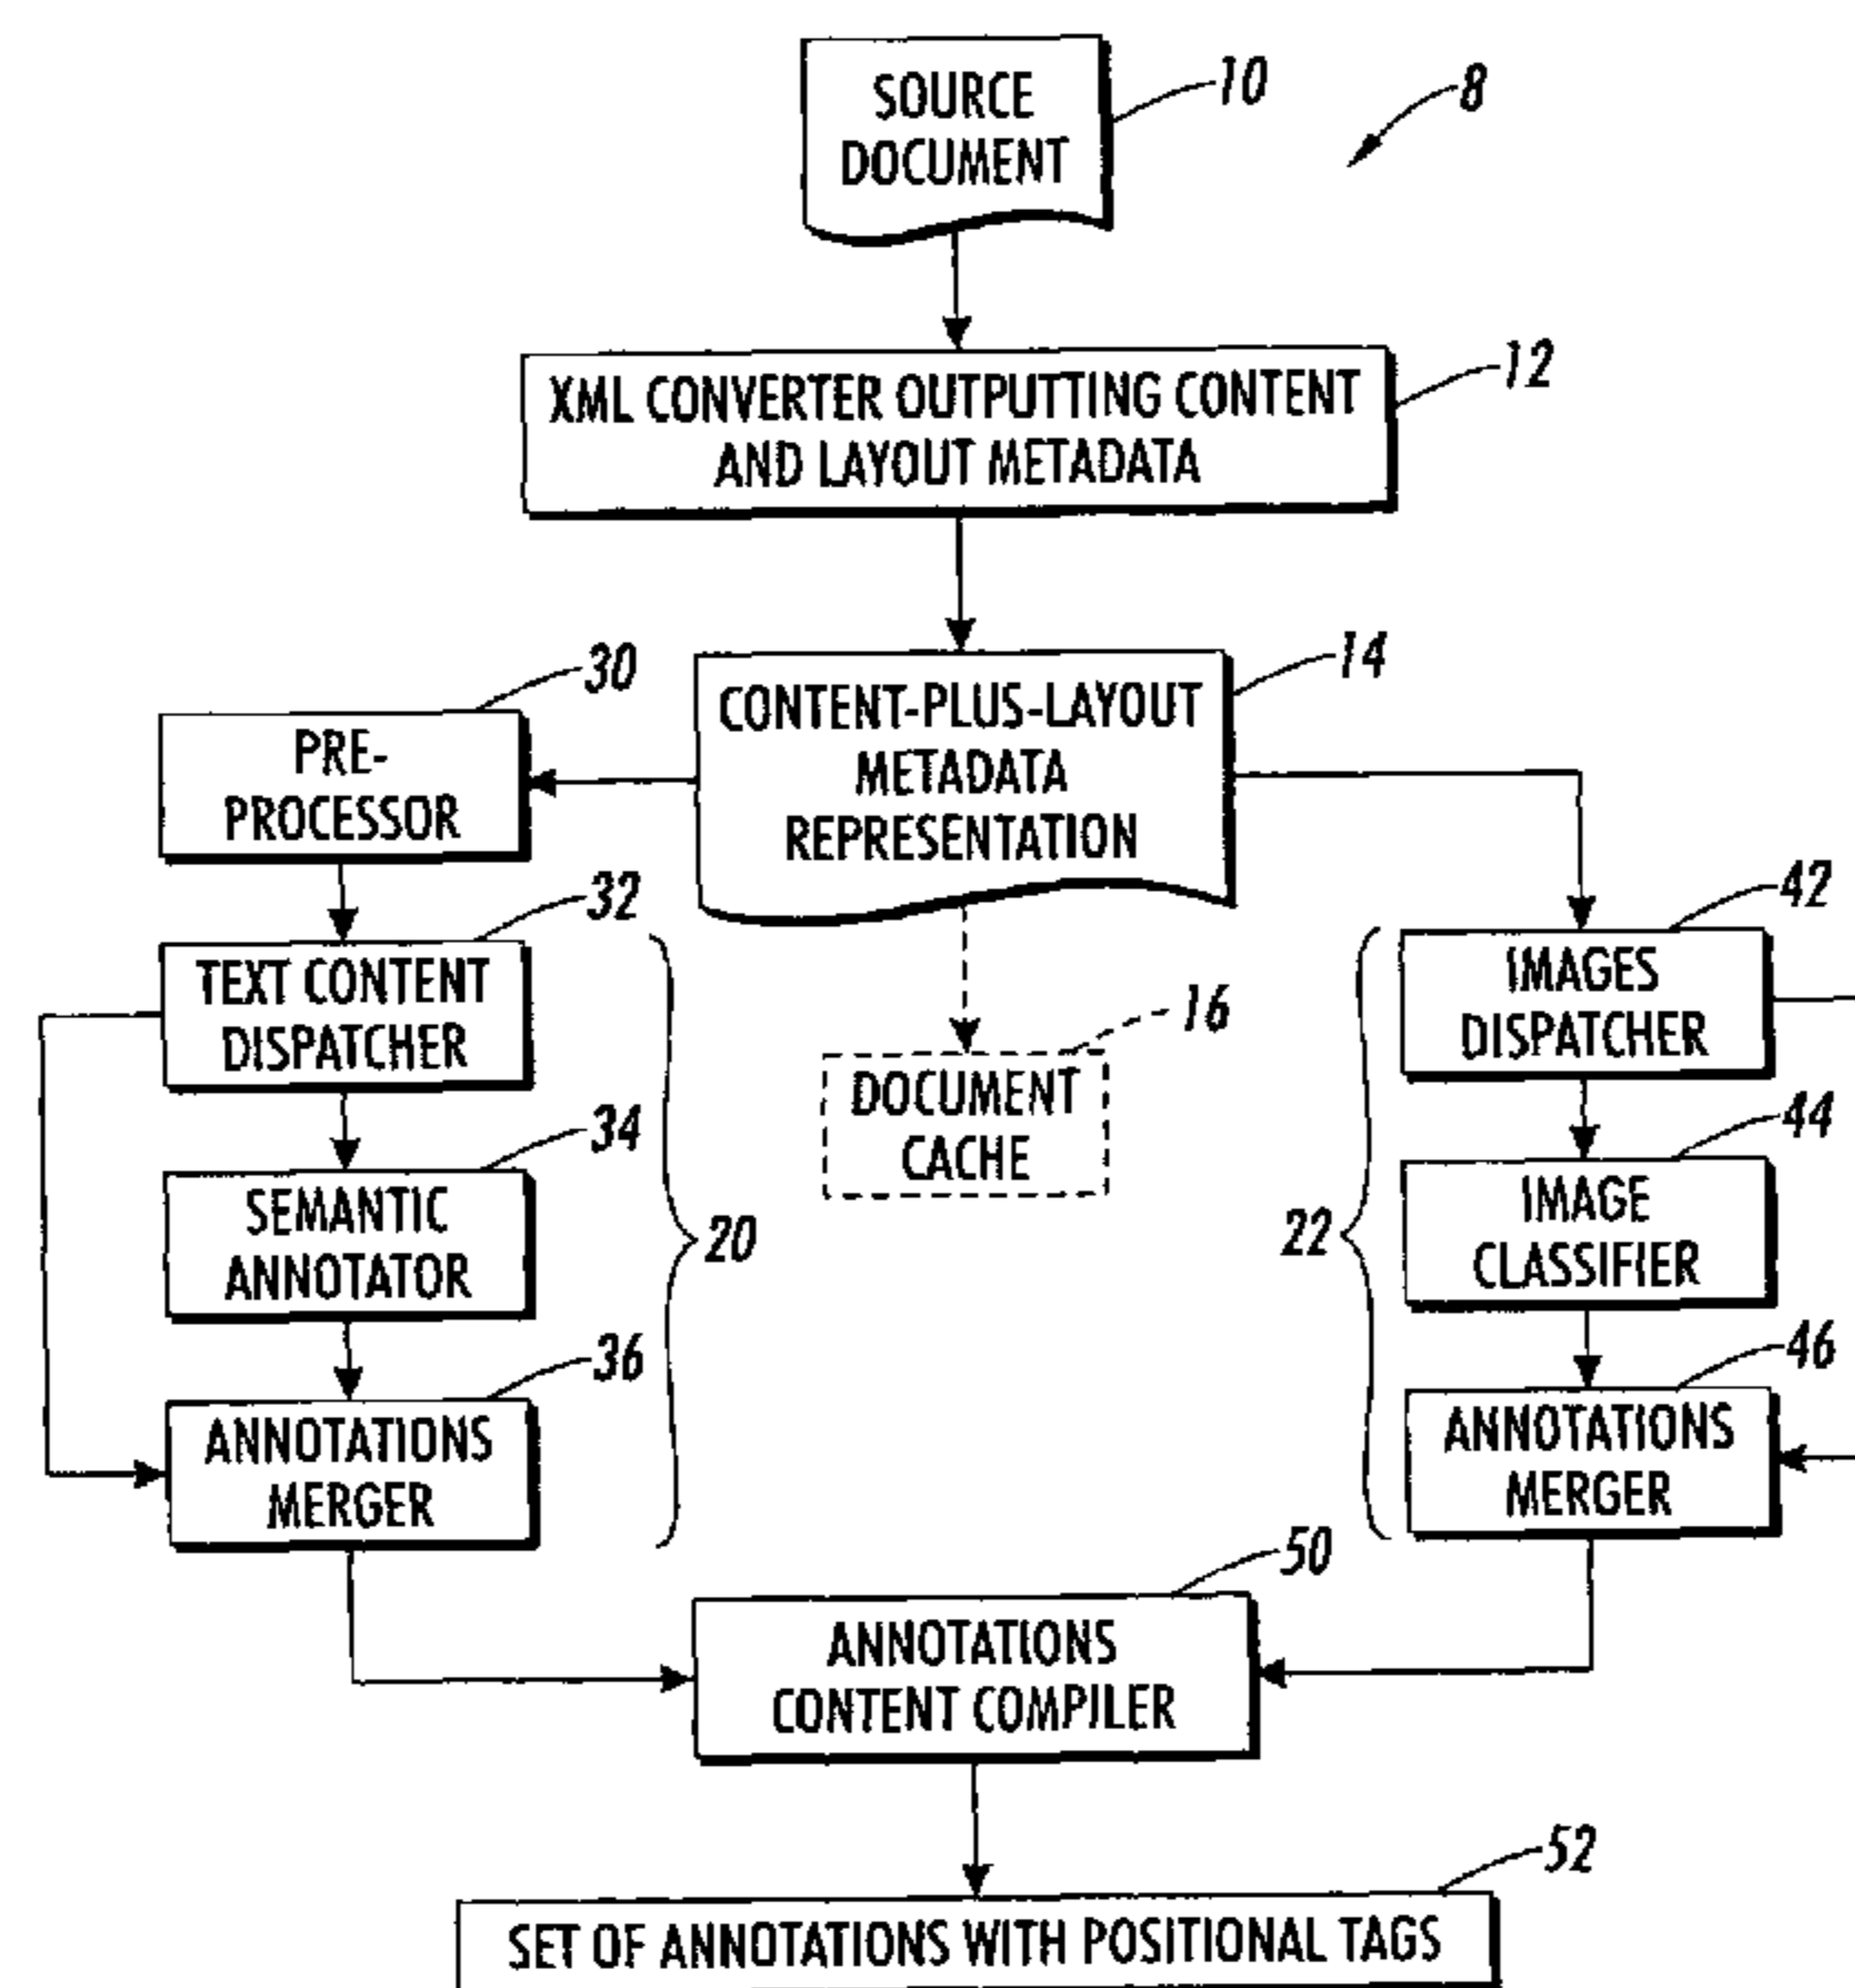 SOURCE
DOCUMENT
10
8
XML CONVERTER OUTPUTTING CONTENT
AND LAYOUT METADATA
12
CONTENT-PLUS-LAYOUT
METADATA
REPRESENTATION
14
30
PRE-
PROCESSOR
32
TEXT CONTENT
DISPATCHER
34
SEMANTIC
ANNOTATOR
36
ANNOTATIONS
MERGER
20
16
DOCUMENT
CACHE
22
42
IMAGES
DISPATCHER
44
IMAGE
CLASSIFIER
46
ANNOTATIONS
MERGER
50
ANNOTATIONS
CONTENT COMPILER
52
SET OF ANNOTATIONS WITH POSITIONAL TAGS